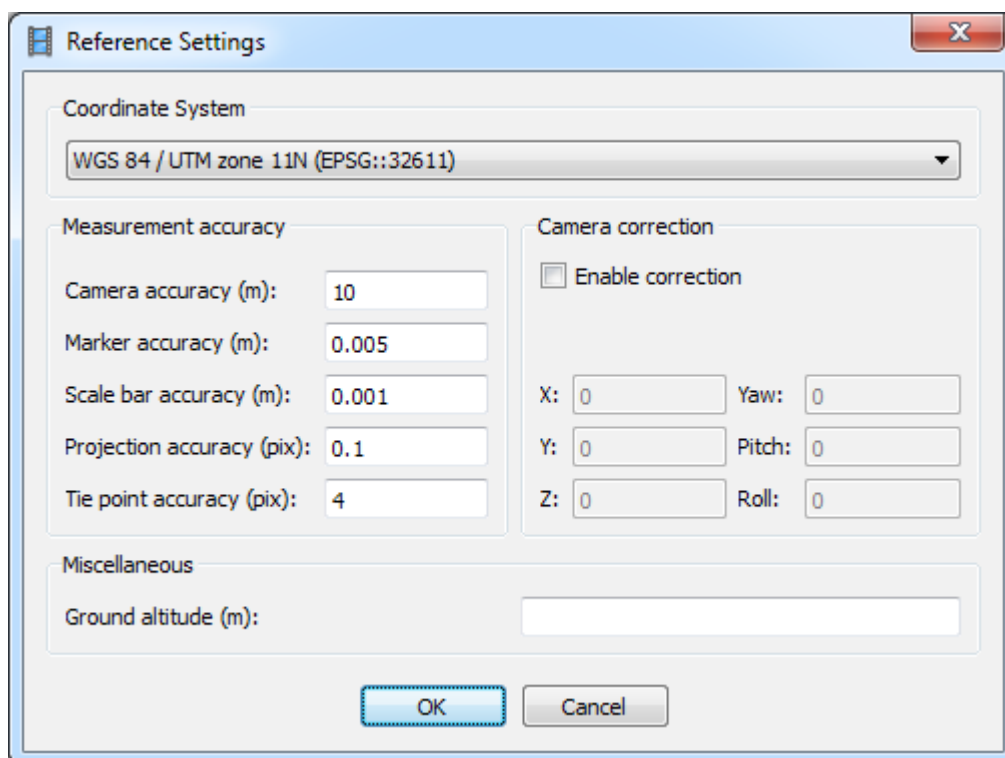 Reference Settings
Coordinate System
WGS 84 / UTM zone 11N (EPSG::32611)
Measurement accuracy
Camera accuracy (m): 10
Marker accuracy (m): 0.005
Scale bar accuracy (m): 0.001
Projection accuracy (pix): 0.1
Tie point accuracy (pix): 4
Camera correction
Enable correction
X: 0 Yaw: 0
Y: 0 Pitch: 0
Z: 0 Roll: 0
Miscellaneous
Ground altitude (m):
OK Cancel